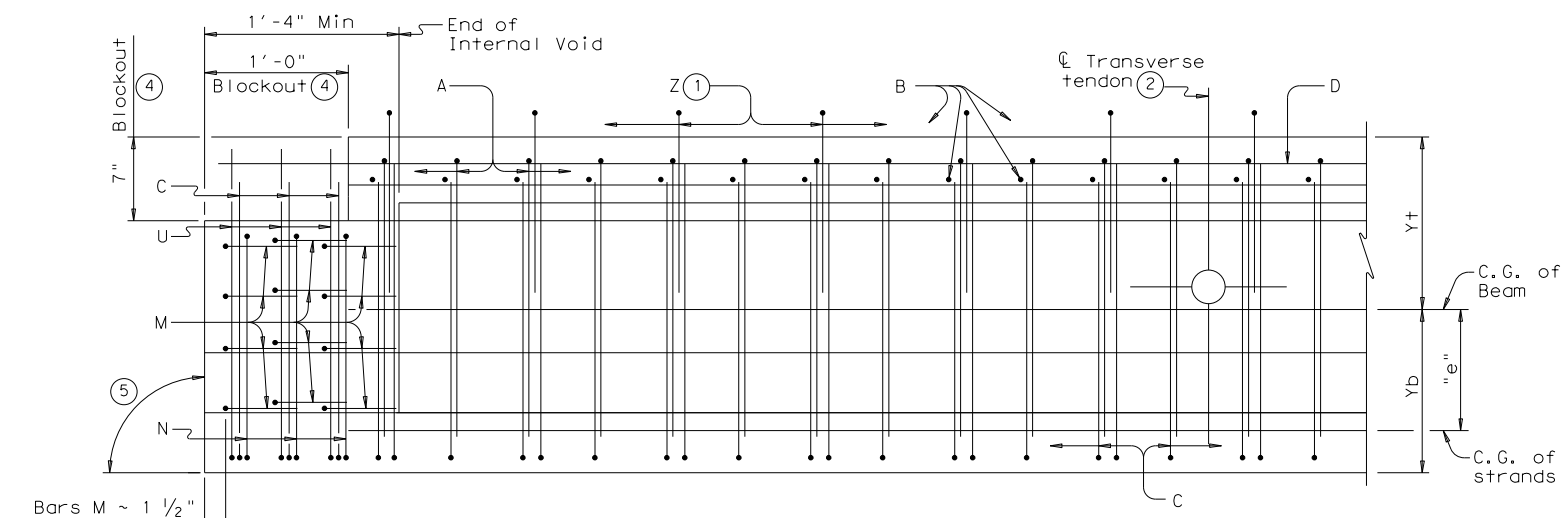 1'-4" Min
End of
Internal Void
Blockout ④
1'-0"
Blockout ④
A
Z ①
B
℄ Transverse
tendon ②
D
7"
C
U
M
N
⑤
Yt
Yb
"e"
C.G. of
Beam
C.G. of
strands
C
Bars M ~ 1 1/2"